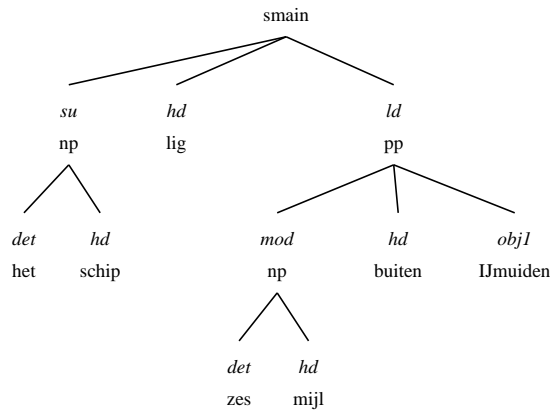 smain
su hd ld
np lig pp
det hd mod hd obj1
het schip np buiten IJmuiden
det hd
zes mijl